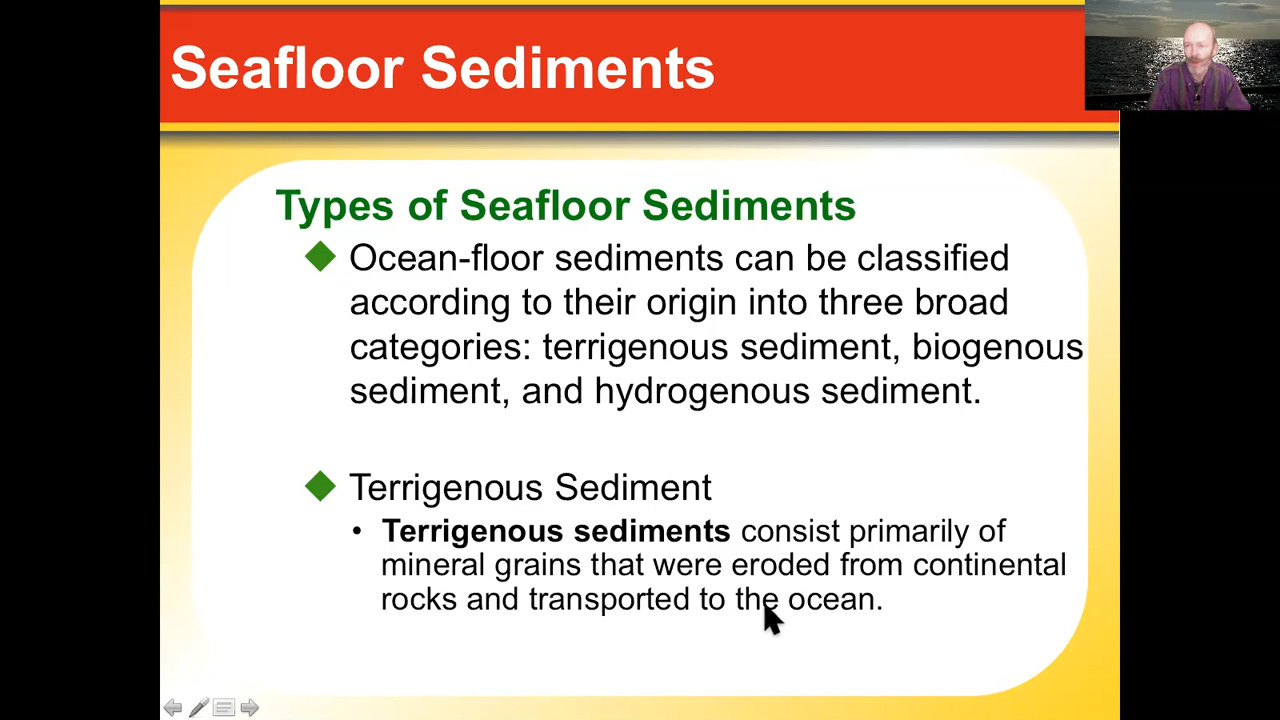 Seafloor Sediments
Types of Seafloor Sediments
Ocean-floor sediments can be classified
according to their origin into three broad
categories: terrigenous sediment, biogenous
sediment, and hydrogenous sediment.
Terrigenous Sediment
• Terrigenous sediments consist primarily of
mineral grains that were eroded from continental
rocks and transported to the ocean.